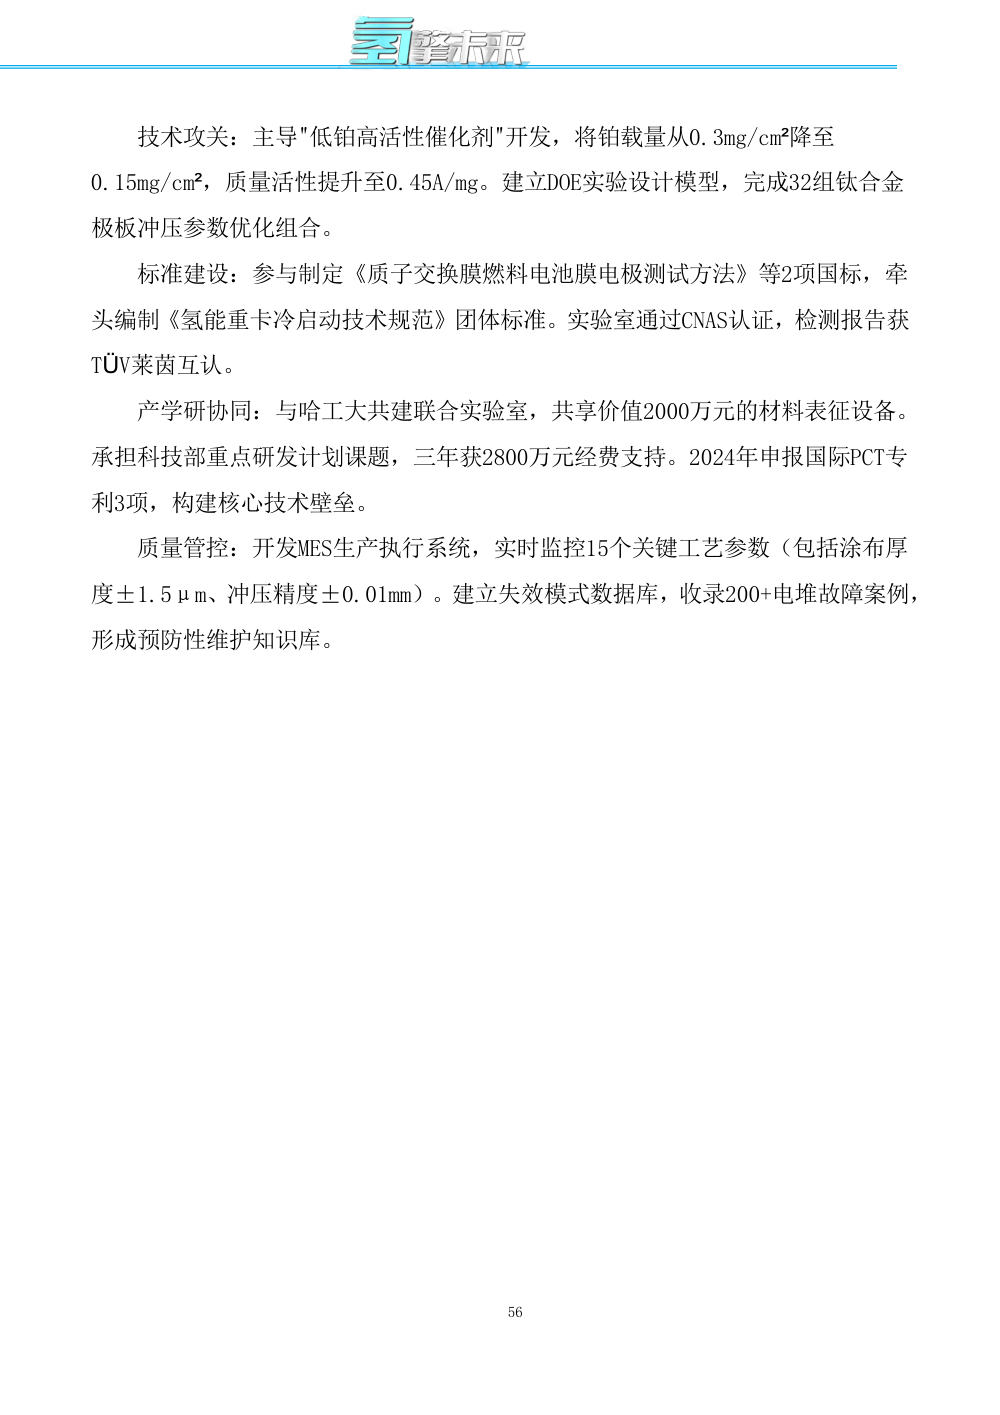 氢擎未来
技术攻关：主导"低铂高活性催化剂"开发，将铂载量从0.3mg/cm²降至
0.15mg/cm²，质量活性提升至0.45A/mg。建立DOE实验设计模型，完成32组钛合金
极板冲压参数优化组合。
标准建设：参与制定《质子交换膜燃料电池膜电极测试方法》等2项国标，牵
头编制《氢能重卡冷启动技术规范》团体标准。实验室通过CNAS认证，检测报告获
TÜV莱茵互认。
产学研协同：与哈工大共建联合实验室，共享价值2000万元的材料表征设备。
承担科技部重点研发计划课题，三年获2800万元经费支持。2024年申报国际PCT专
利3项，构建核心技术壁垒。
质量管控：开发MES生产执行系统，实时监控15个关键工艺参数（包括涂布厚
度±1.5μm、冲压精度±0.01mm）。建立失效模式数据库，收录200+电堆故障案例，
形成预防性维护知识库。
56